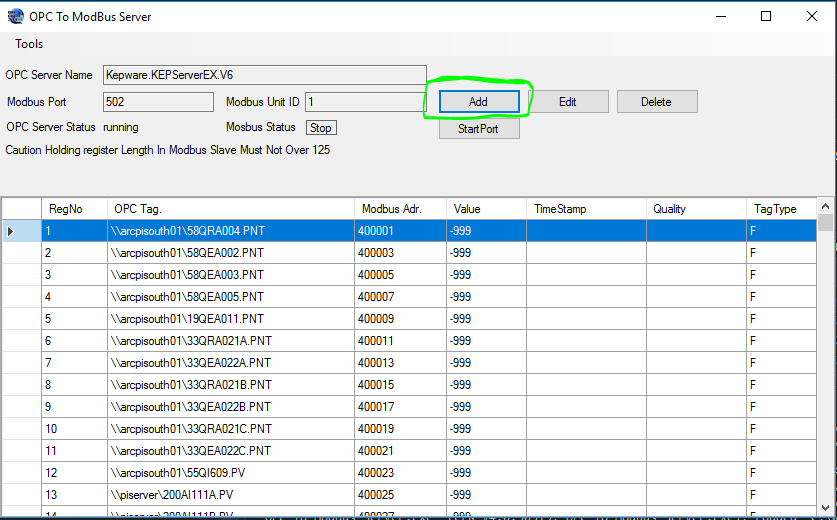 OPC To ModBus Server
Tools
OPC Server Name Kepware.KEPServerEX.V6
Modbus Port 502 Modbus Unit ID 1 Add Edit Delete
OPC Server Status running Mosbus Status Stop StartPort
Caution Holding register Length In Modbus Slave Must Not Over 125
RegNo OPC Tag. Modbus Adr. Value TimeStamp Quality TagType
1 \\arcpisouth01\58QRA004.PNT 400001 -999 F
2 \\arcpisouth01\58QEA002.PNT 400003 -999 F
3 \\arcpisouth01\58QEA003.PNT 400005 -999 F
4 \\arcpisouth01\58QEA005.PNT 400007 -999 F
5 \\arcpisouth01\19QEA011.PNT 400009 -999 F
6 \\arcpisouth01\33QRA021A.PNT 400011 -999 F
7 \\arcpisouth01\33QEA022A.PNT 400013 -999 F
8 \\arcpisouth01\33QRA021B.PNT 400015 -999 F
9 \\arcpisouth01\33QEA022B.PNT 400017 -999 F
10 \\arcpisouth01\33QRA021C.PNT 400019 -999 F
11 \\arcpisouth01\33QEA022C.PNT 400021 -999 F
12 \\arcpisouth01\55QI609.PV 400023 -999 F
13 \\piserver\200AI111A.PV 400025 -999 F